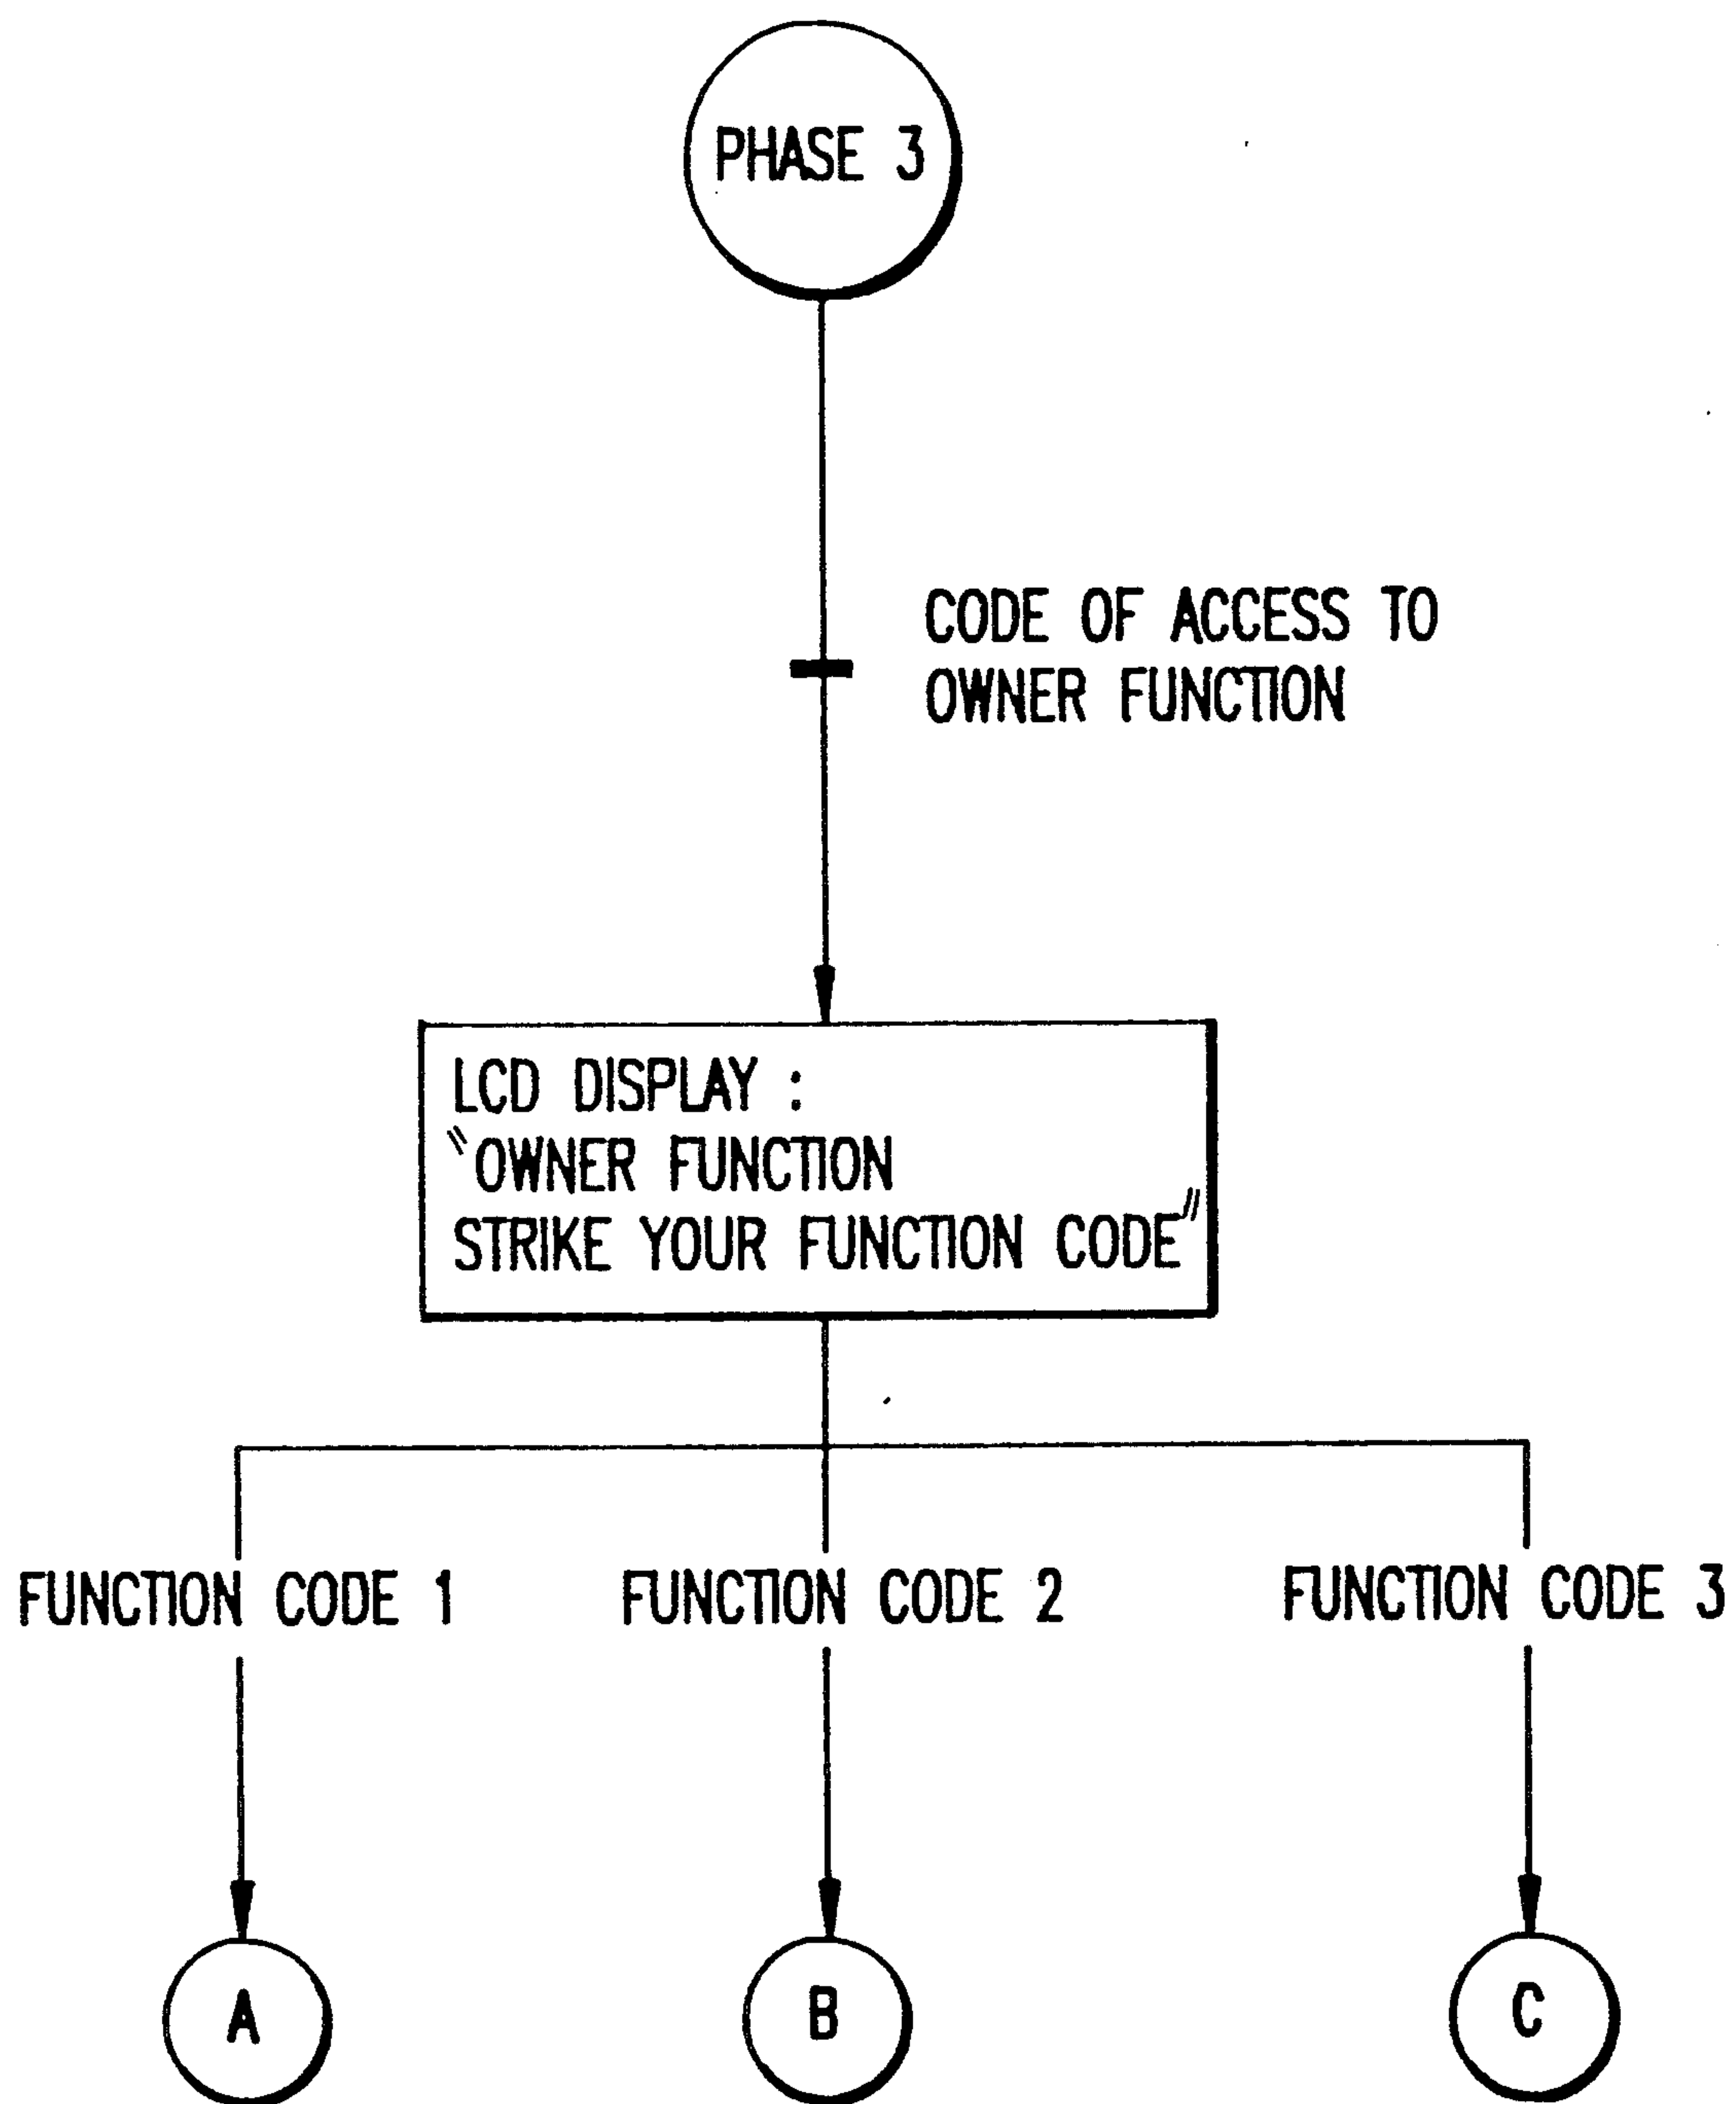 PHASE 3
CODE OF ACCESS TO
OWNER FUNCTION
LCD DISPLAY :
"OWNER FUNCTION
STRIKE YOUR FUNCTION CODE"
FUNCTION CODE 1
FUNCTION CODE 2
FUNCTION CODE 3
A
B
C